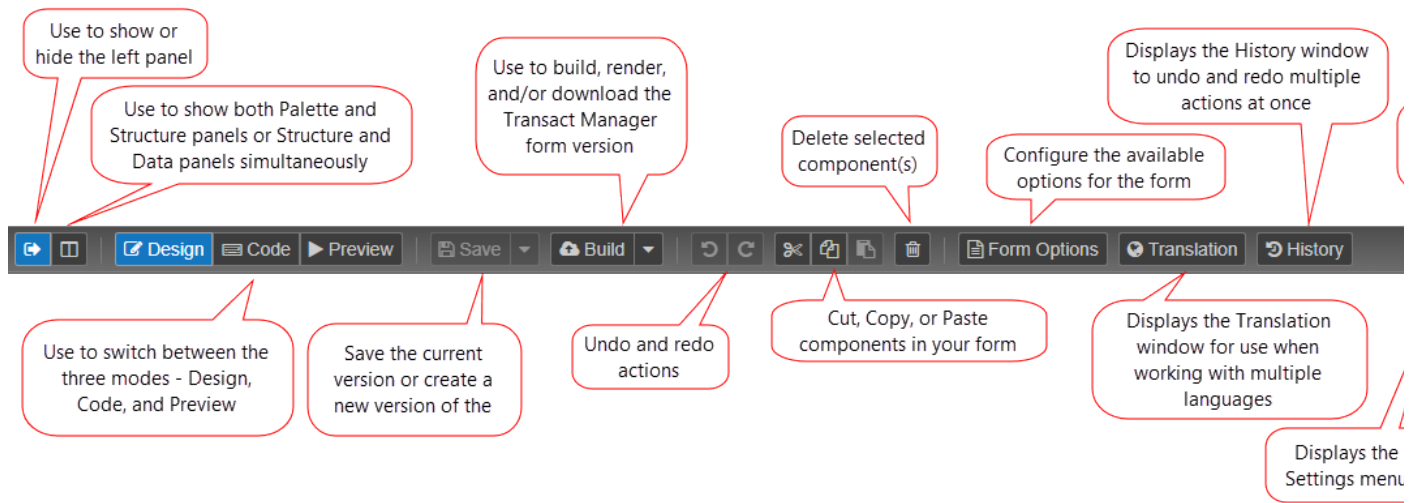 Use to show or
hide the left panel
Use to show both Palette and
Structure panels or Structure and
Data panels simultaneously
Use to build, render,
and/or download the
Transact Manager
form version
Delete selected
component(s)
Configure the available
options for the form
Displays the History window
to undo and redo multiple
actions at once
Design Code Preview Save Build Form Options Translation History
Use to switch between the
three modes - Design,
Code, and Preview
Save the current
version or create a
new version of the
Undo and redo
actions
Cut, Copy, or Paste
components in your form
Displays the Translation
window for use when
working with multiple
languages
Displays the
Settings menu